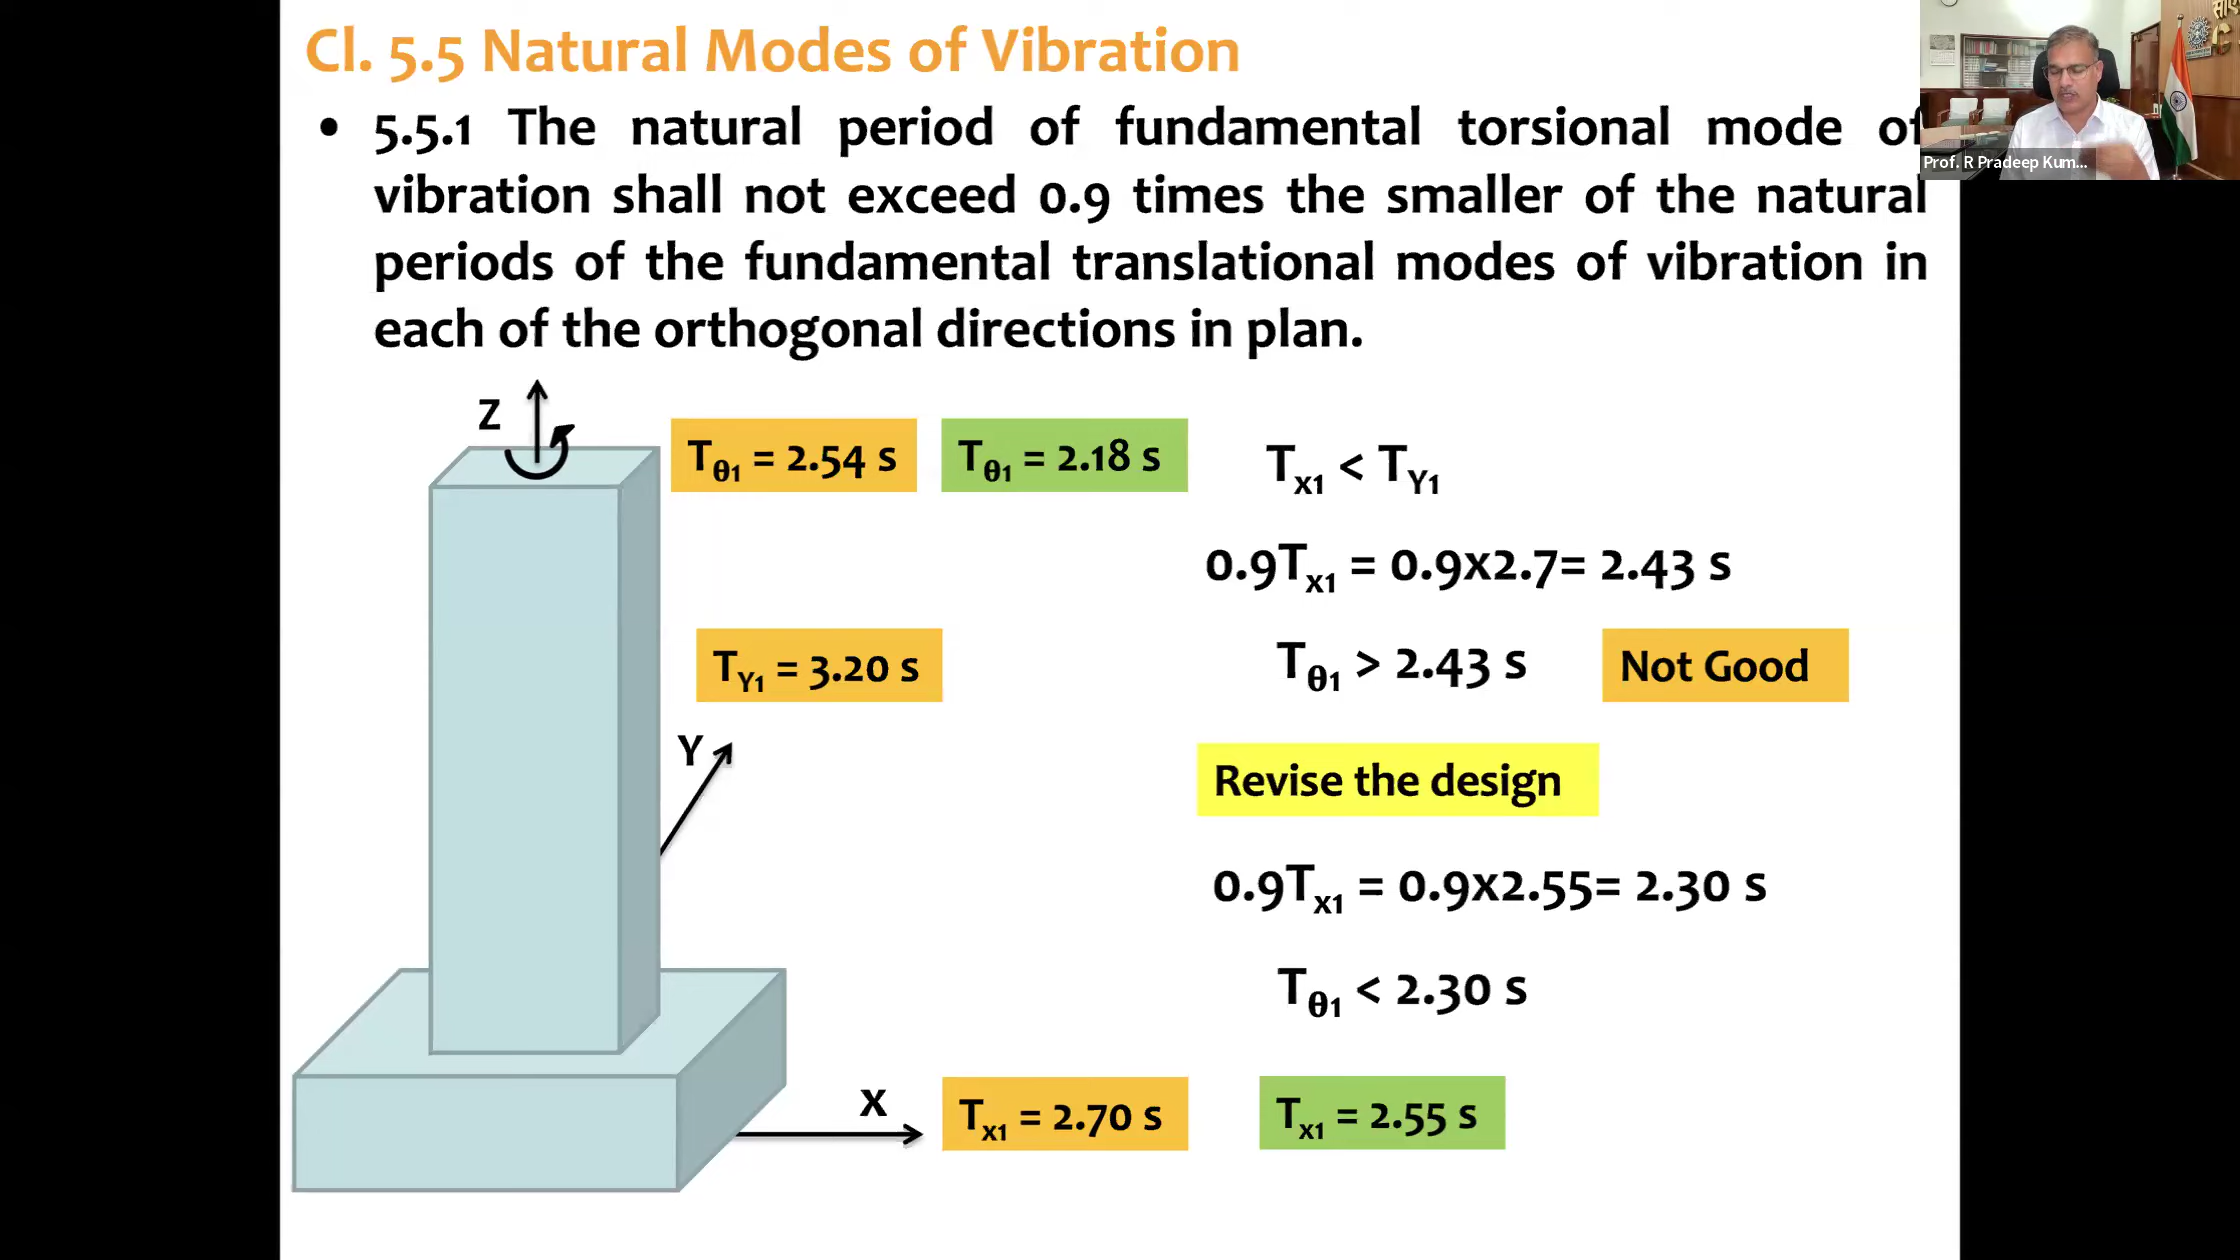 Cl. 5.5 Natural Modes of Vibration
• 5.5.1 The natural period of fundamental torsional mode of
vibration shall not exceed 0.9 times the smaller of the natural
periods of the fundamental translational modes of vibration in
each of the orthogonal directions in plan.
Prof. R Pradeep Kum...
Z
Tθ1 = 2.54 s
Tθ1 = 2.18 s
Tx1 < TY1
0.9Tx1 = 0.9x2.7= 2.43 s
TY1 = 3.20 s
Tθ1 > 2.43 s
Not Good
Y
Revise the design
0.9Tx1 = 0.9x2.55= 2.30 s
Tθ1 < 2.30 s
X
Tx1 = 2.70 s
Tx1 = 2.55 s